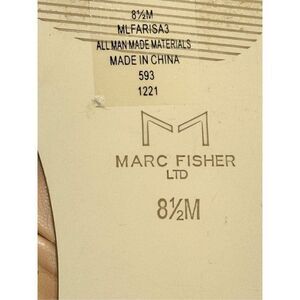 8½M
MLFARISA3
ALL MAN MADE MATERIALS
MADE IN CHINA
593
1221
MARC FISHER
LTD
8½M